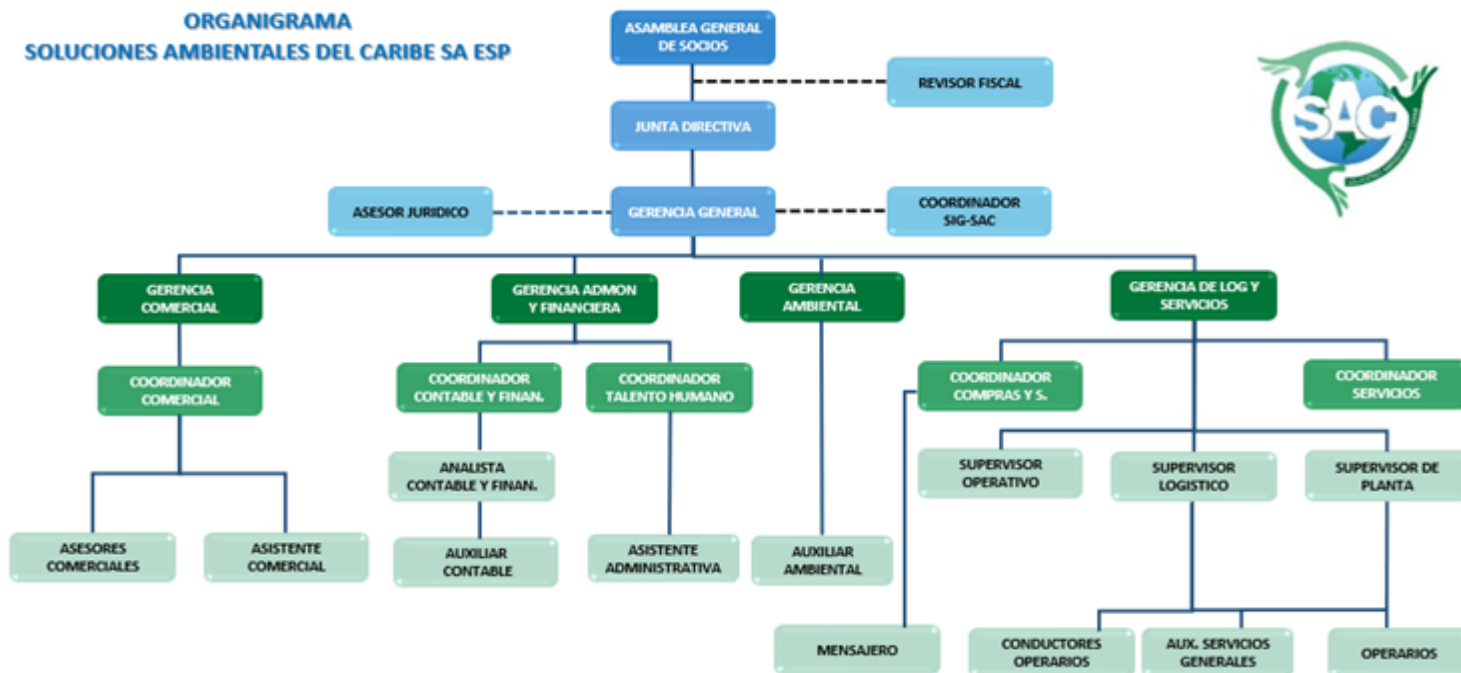 ORGANIGRAMA
SOLUCIONES AMBIENTALES DEL CARIBE SA ESP
ASAMBLEA GENERAL
DE SOCIOS
REVISOR FISCAL
SAC
JUNTA DIRECTIVA
ASESOR JURIDICO
GERENCIA GENERAL
COORDINADOR
SIG-SAC
GERENCIA
COMERCIAL
GERENCIA ADMON
Y FINANCIERA
GERENCIA
AMBIENTAL
GERENCIA DE LOG Y
SERVICIOS
COORDINADOR
COMERCIAL
COORDINADOR
CONTABLE Y FINAN.
COORDINADOR
TALENTO HUMANO
COORDINADOR
COMPRAS Y S.
COORDINADOR
SERVICIOS
ANALISTA
CONTABLE Y FINAN.
SUPERVISOR
OPERATIVO
SUPERVISOR
LOGISTICO
SUPERVISOR DE
PLANTA
ASESORES
COMERCIALES
ASISTENTE
COMERCIAL
AUXILIAR
CONTABLE
ASISTENTE
ADMINISTRATIVA
AUXILIAR
AMBIENTAL
MENSAJERO
CONDUCTORES
OPERARIOS
AUX. SERVICIOS
GENERALES
OPERARIOS